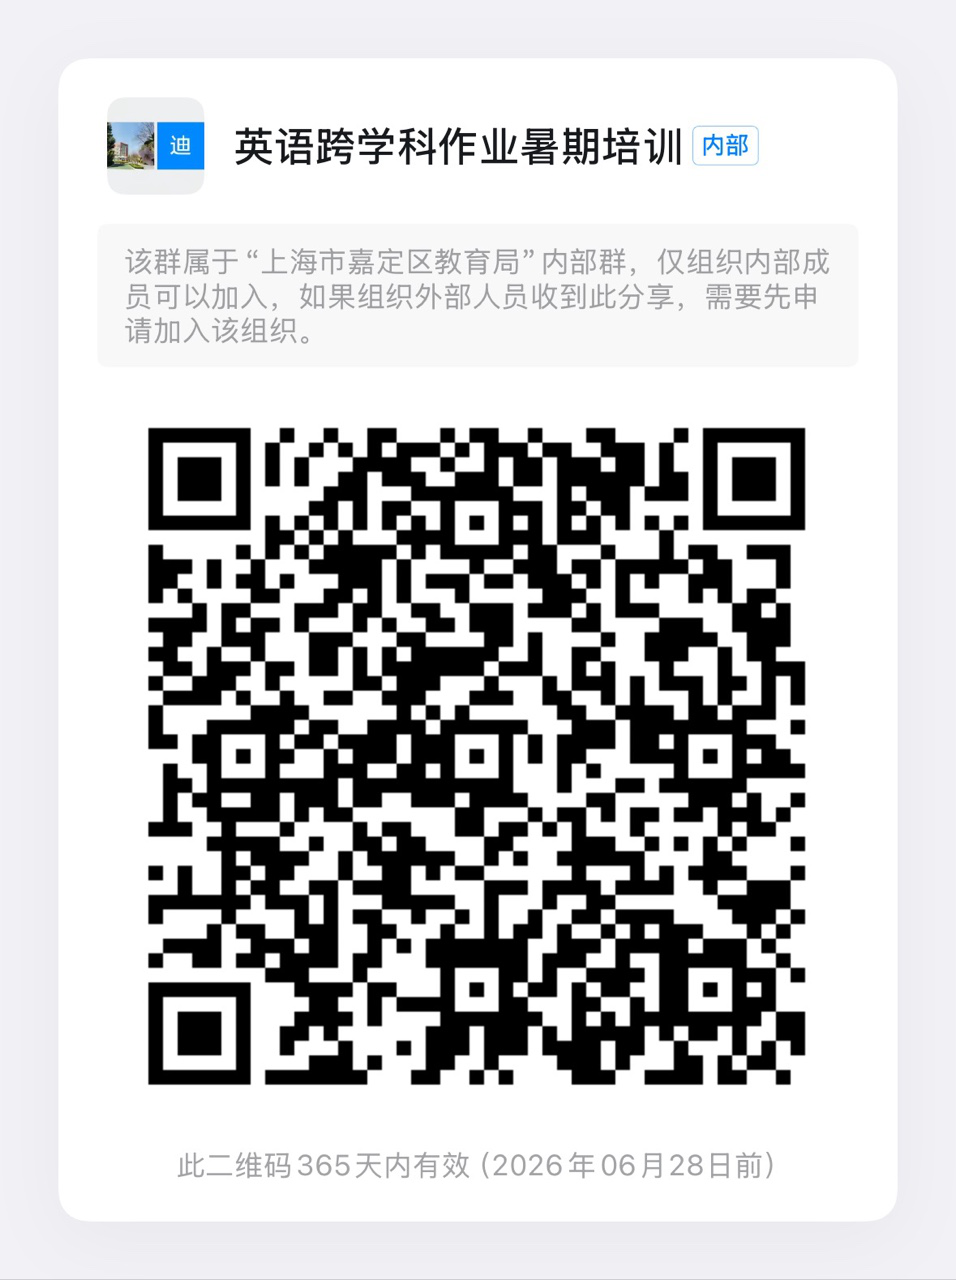 迪
英语跨学科作业暑期培训 内部
该群属于“上海市嘉定区教育局”内部群，仅组织内部成
员可以加入，如果组织外部人员收到此分享，需要先申
请加入该组织。
此二维码365天内有效 (2026年06月28日前)